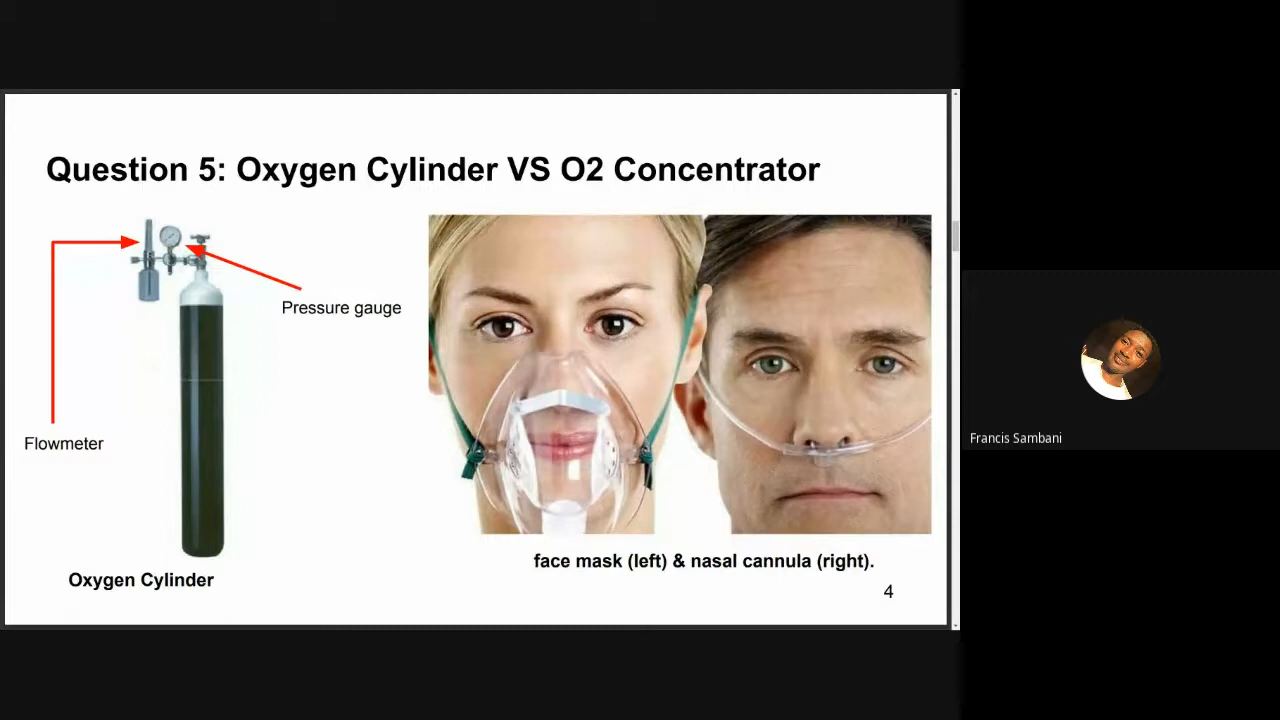 Question 5: Oxygen Cylinder VS O2 Concentrator
Pressure gauge
Flowmeter
Oxygen Cylinder
face mask (left) & nasal cannula (right).
4
Francis Sambani